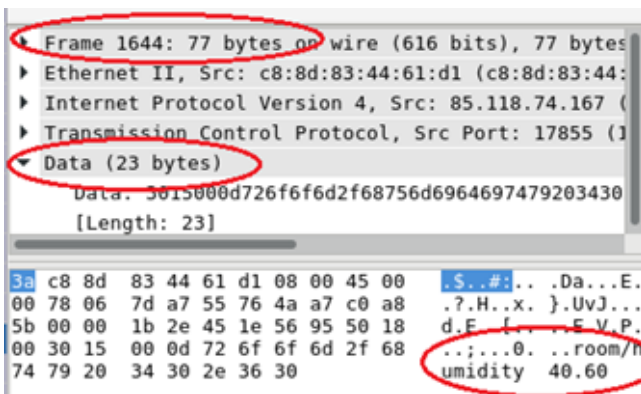 Frame 1644: 77 bytes on wire (616 bits), 77 bytes
Ethernet II, Src: c8:8d:83:44:61:d1 (c8:8d:83:44:
Internet Protocol Version 4, Src: 85.118.74.167 (
Transmission Control Protocol, Src Port: 17855 (1
Data (23 bytes)
Data: 3015000d726f6f6d2f68756d6964697479203430
[Length: 23]
3a c8 8d 83 44 61 d1 08 00 45 00 .$..#:.. .Da...E.
00 78 06 7d a7 55 76 4a a7 c0 a8 .?.H..x. }.UvJ...
5b 00 00 1b 2e 45 1e 56 95 50 18 d.E. [... .E.V.P.
00 30 15 00 0d 72 6f 6f 6d 2f 68 ..;...0. ..room/h
74 79 20 34 30 2e 36 30 umidity 40.60